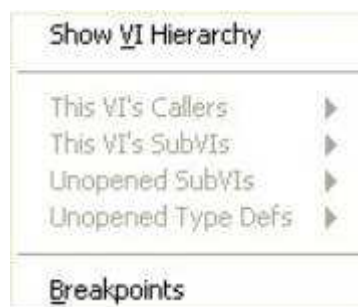 Show VI Hierarchy
This VI's Callers
This VI's SubVIs
Unopened SubVIs
Unopened Type Defs
Breakpoints